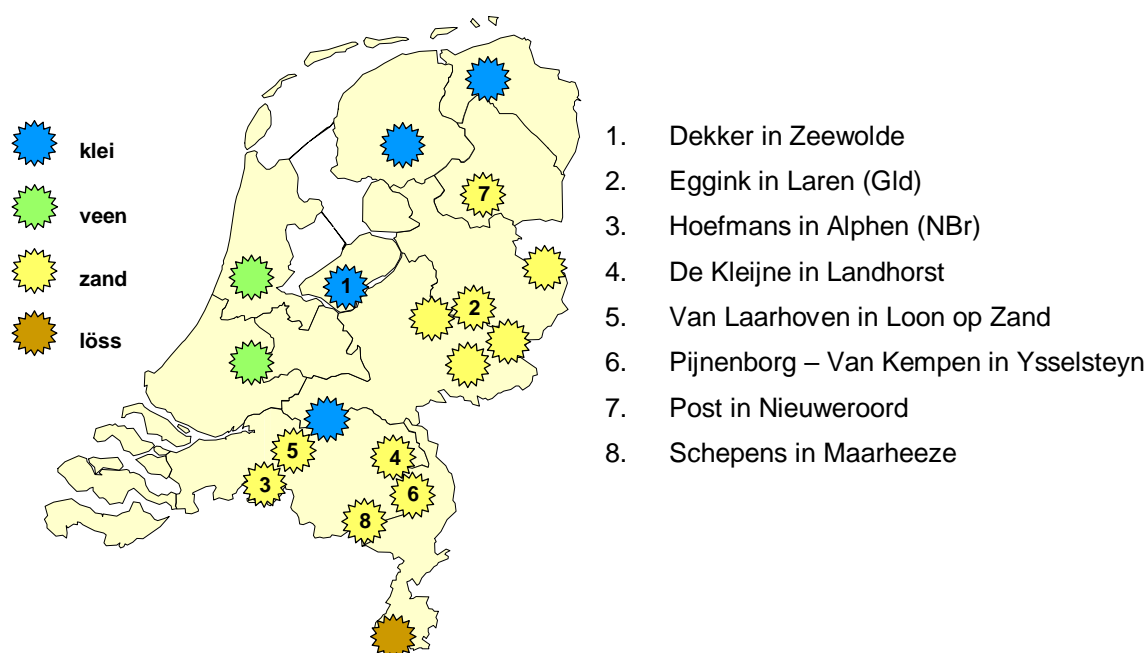 klei
veen
zand
löss
7
1
2
5
4
3
6
8
1. Dekker in Zeewolde
2. Eggink in Laren (Gld)
3. Hoefmans in Alphen (NBr)
4. De Kleijne in Landhorst
5. Van Laarhoven in Loon op Zand
6. Pijnenborg – Van Kempen in Ysselsteyn
7. Post in Nieuweroord
8. Schepens in Maarheeze